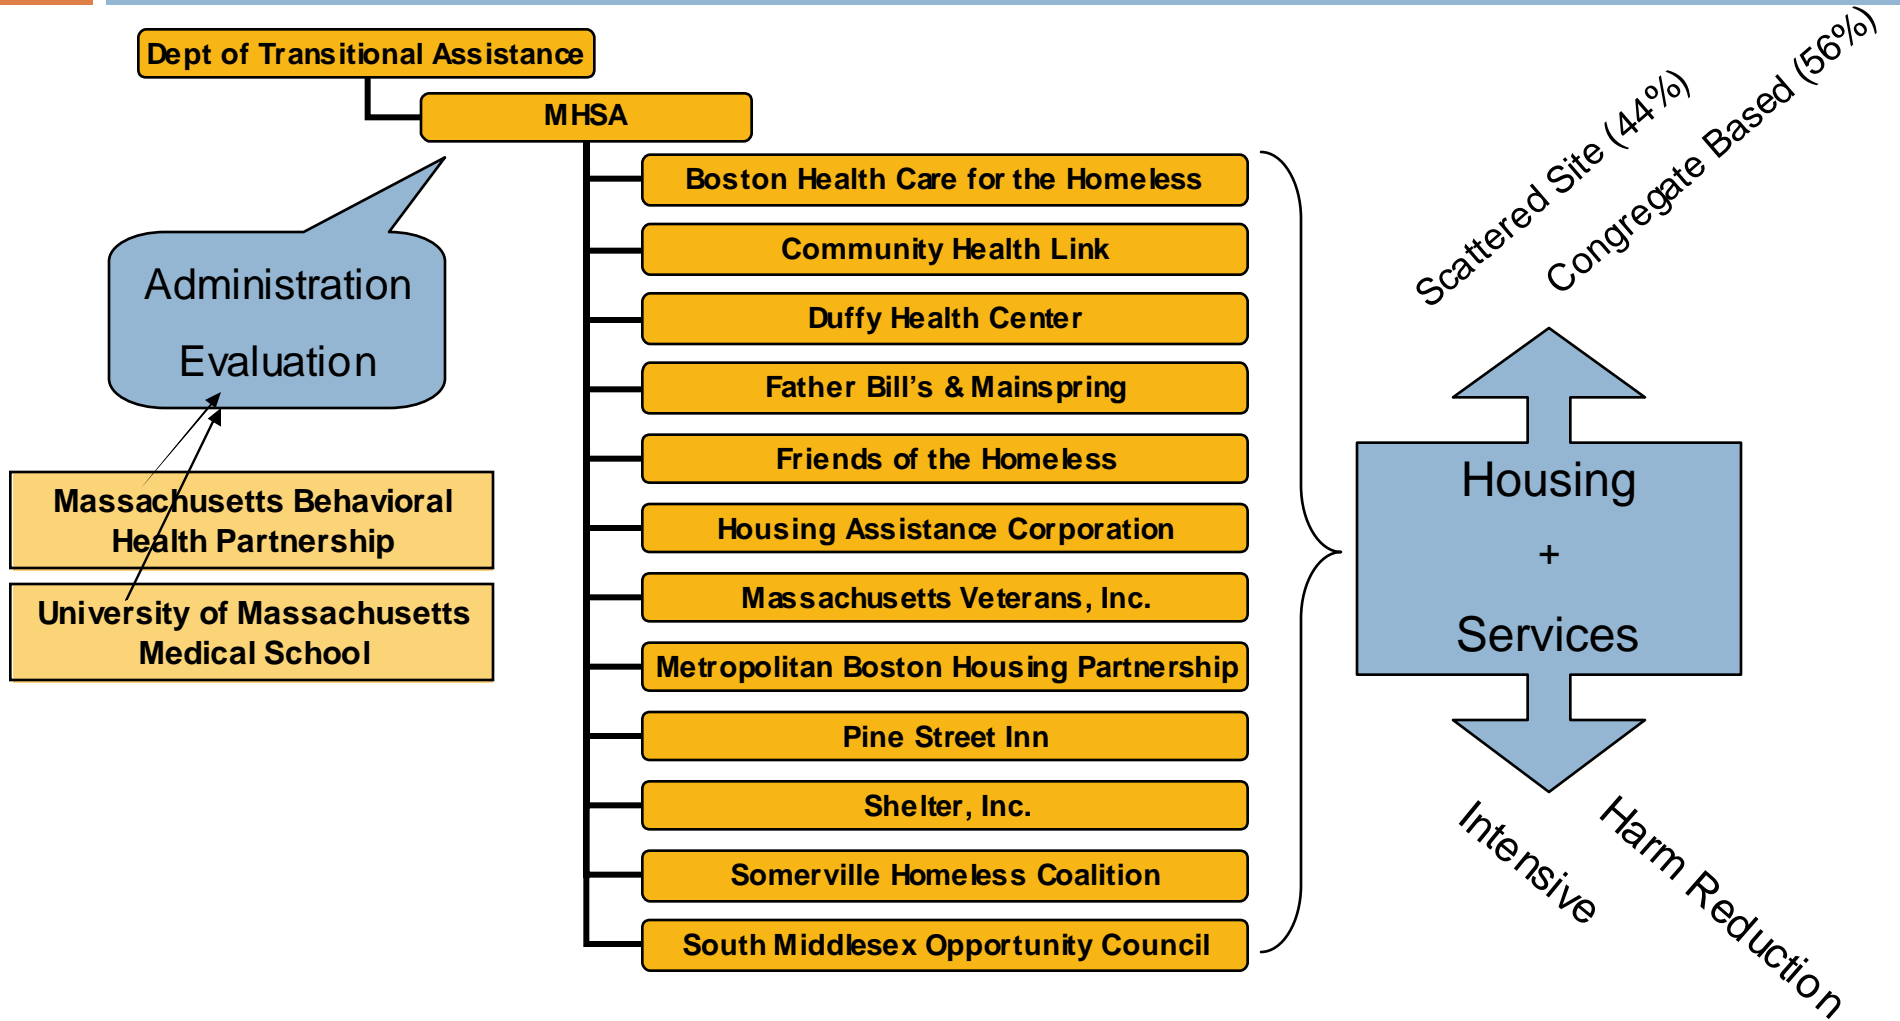 Dept of Transitional Assistance
MHSA
Boston Health Care for the Homeless
Community Health Link
Duffy Health Center
Father Bill's & Mainspring
Friends of the Homeless
Housing Assistance Corporation
Massachusetts Veterans, Inc.
Metropolitan Boston Housing Partnership
Pine Street Inn
Shelter, Inc.
Somerville Homeless Coalition
South Middlesex Opportunity Council
Administration
Evaluation
Massachusetts Behavioral
Health Partnership
University of Massachusetts
Medical School
Scattered Site (44%)
Congregate Based (56%)
Housing
+
Services
Intensive
Harm Reduction